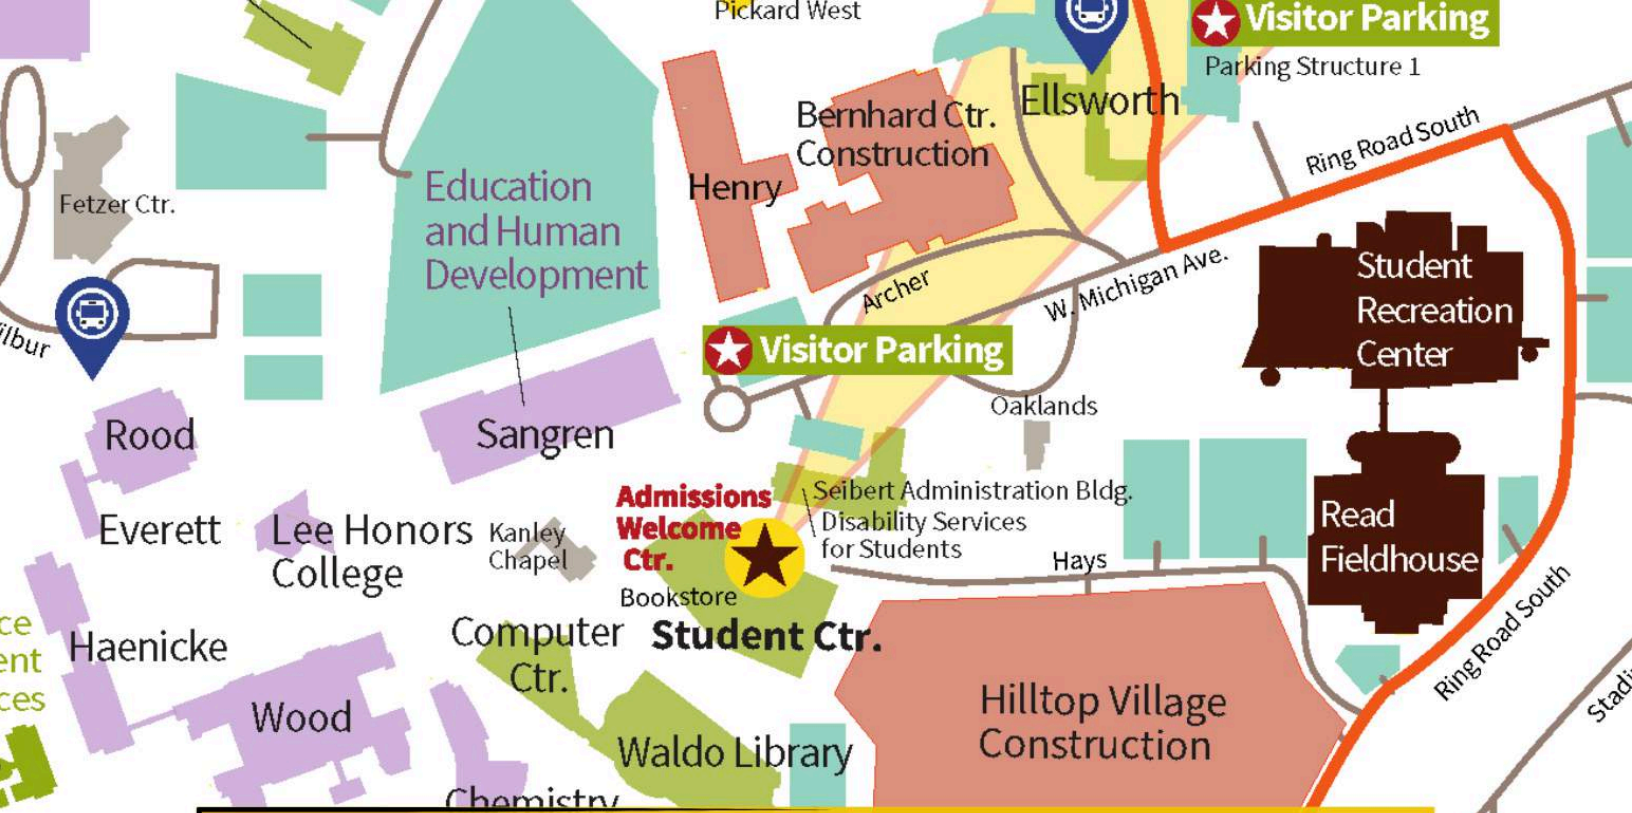 Pickard West
Visitor Parking
Parking Structure 1
Ellsworth
Bernhard Ctr.
Construction
Ring Road South
Henry
Education
and Human
Development
Fetzer Ctr.
Archer
W. Michigan Ave.
Student
Recreation
Center
Visitor Parking
Oaklands
Rood
Sangren
Admissions
Welcome
Ctr.
Seibert Administration Bldg.
Disability Services
for Students
Read
Fieldhouse
Everett
Lee Honors
College
Kanley
Chapel
Hays
Bookstore
Student Ctr.
Computer
Ctr.
Haenicke
Ring Road South
Wood
Hilltop Village
Construction
Waldo Library
Chemistry